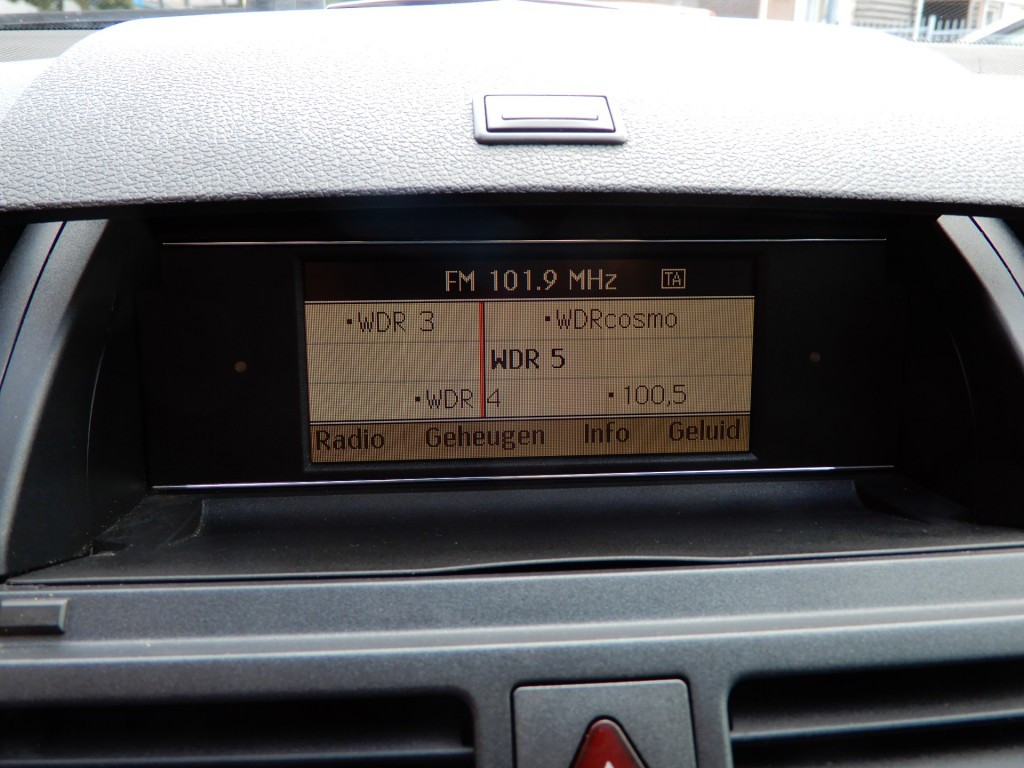 FM 101.9 MHz TA
·WDR 3 ·WDRcosmo
WDR 5
·WDR 4 ·100,5
Radio Geheugen Info Geluid